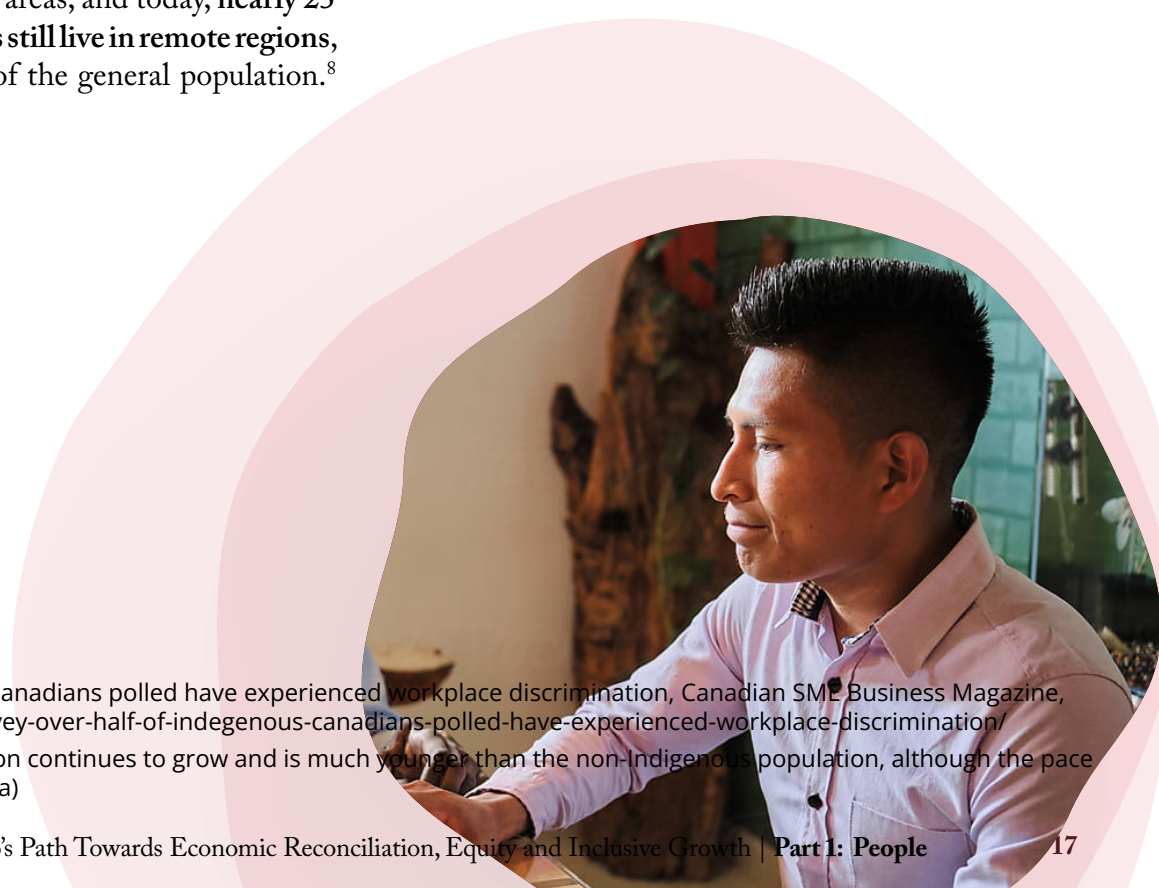 areas, and today, nearly 25
still live in remote regions,
of the general population.8
anadians polled have experienced workplace discrimination, Canadian SME Business Magazine,
vey-over-half-of-indegenous-canadians-polled-have-experienced-workplace-discrimination/
on continues to grow and is much younger than the non-Indigenous population, although the pace
a)
's Path Towards Economic Reconciliation, Equity and Inclusive Growth | Part 1: People 17